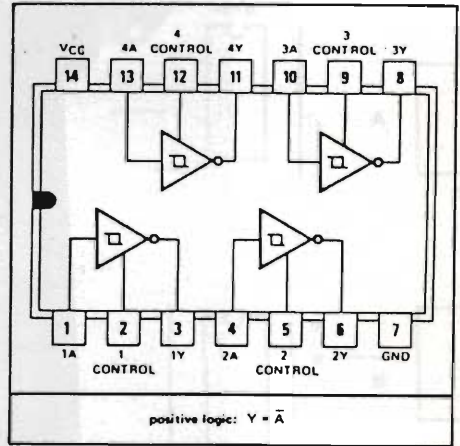 4 3
VCC 4A CONTROL 4Y 3A CONTROL 3Y
14 13 12 11 10 9 8
1 2 3 4 5 6 7
1A 1 1Y 2A 2 2Y GND
CONTROL CONTROL
positive logic: Y = A̅